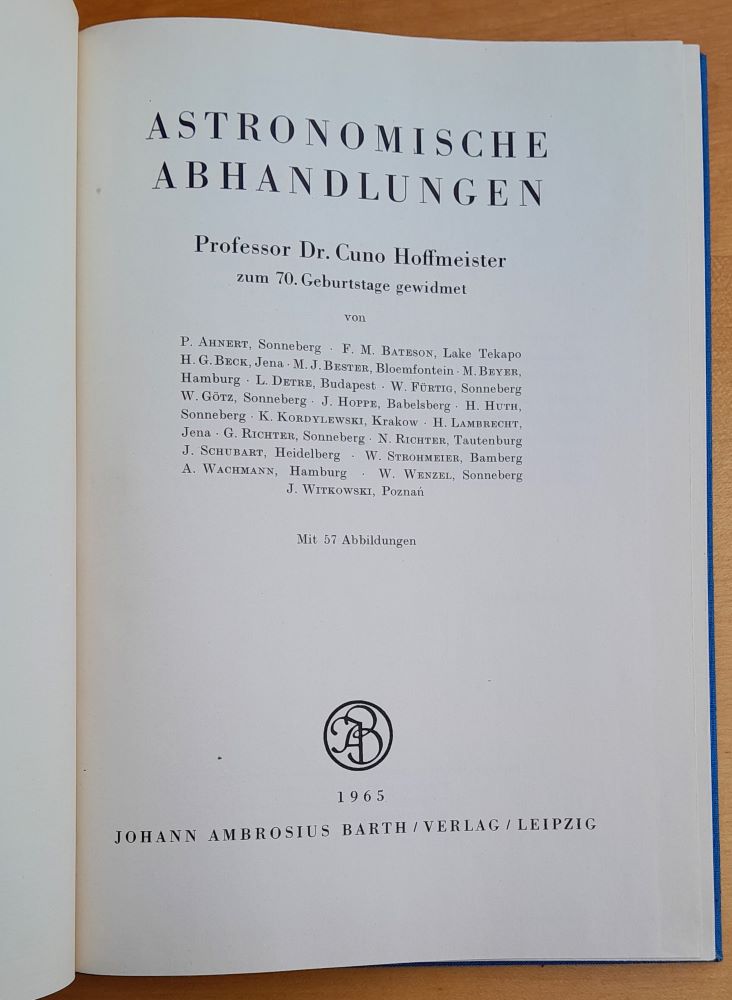 ASTRONOMISCHE
ABHANDLUNGEN
Professor Dr. Cuno Hoffmeister
zum 70. Geburtstage gewidmet
von
P. AHNERT, Sonneberg · F. M. BATESON, Lake Tekapo
H. G. BECK, Jena · M. J. BESTER, Bloemfontein · M. BEYER,
Hamburg · L. DETRE, Budapest · W. FÜRTIG, Sonneberg
W. GÖTZ, Sonneberg · J. HOPPE, Babelsberg · H. HUTH,
Sonneberg · K. KORDYLEWSKI, Krakow · H. LAMBRECHT,
Jena · G. RICHTER, Sonneberg · N. RICHTER, Tautenburg
J. SCHUBART, Heidelberg · W. STROHMEIER, Bamberg
A. WACHMANN, Hamburg · W. WENZEL, Sonneberg
J. WITKOWSKI, Poznań
Mit 57 Abbildungen
JAB
1965
JOHANN AMBROSIUS BARTH / VERLAG / LEIPZIG